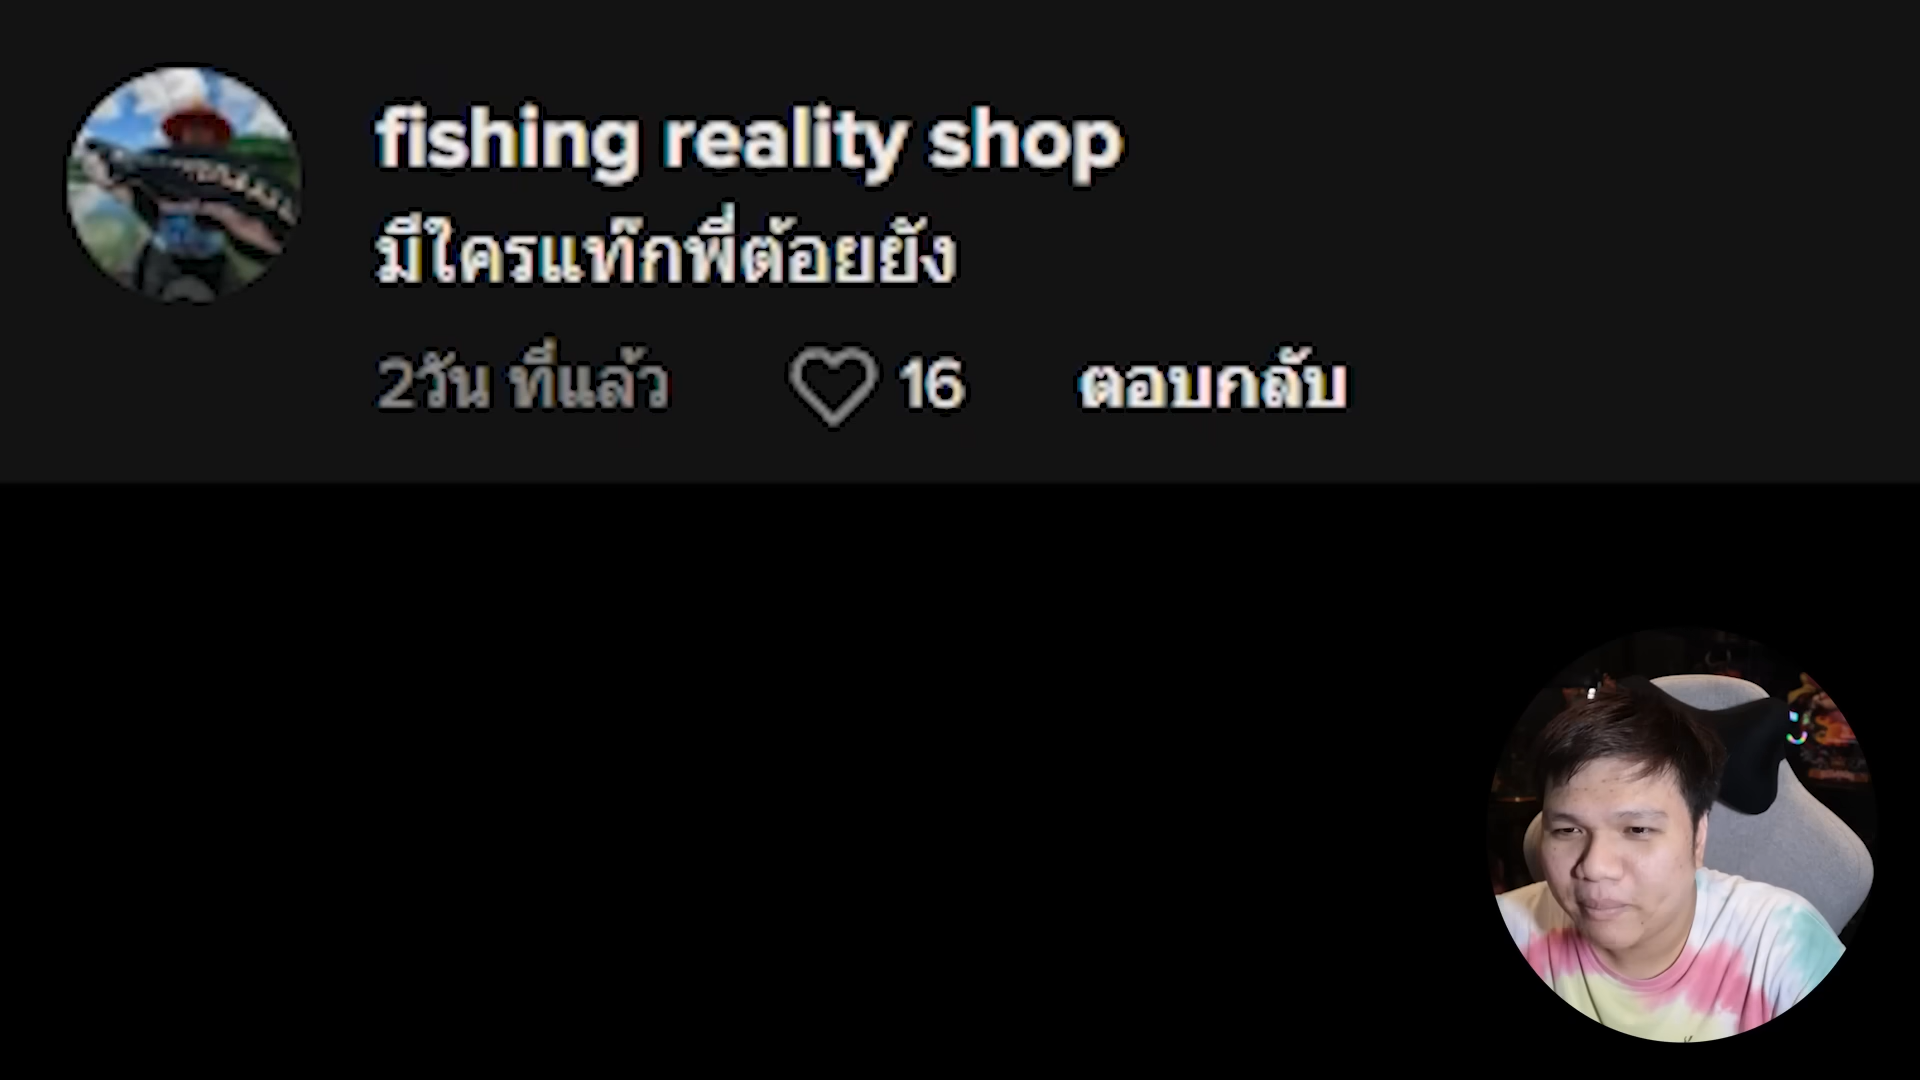 fishing reality shop
มีใครแท๊กพี่ต้อยยัง
2วัน ที่แล้ว 16 ตอบกลับ